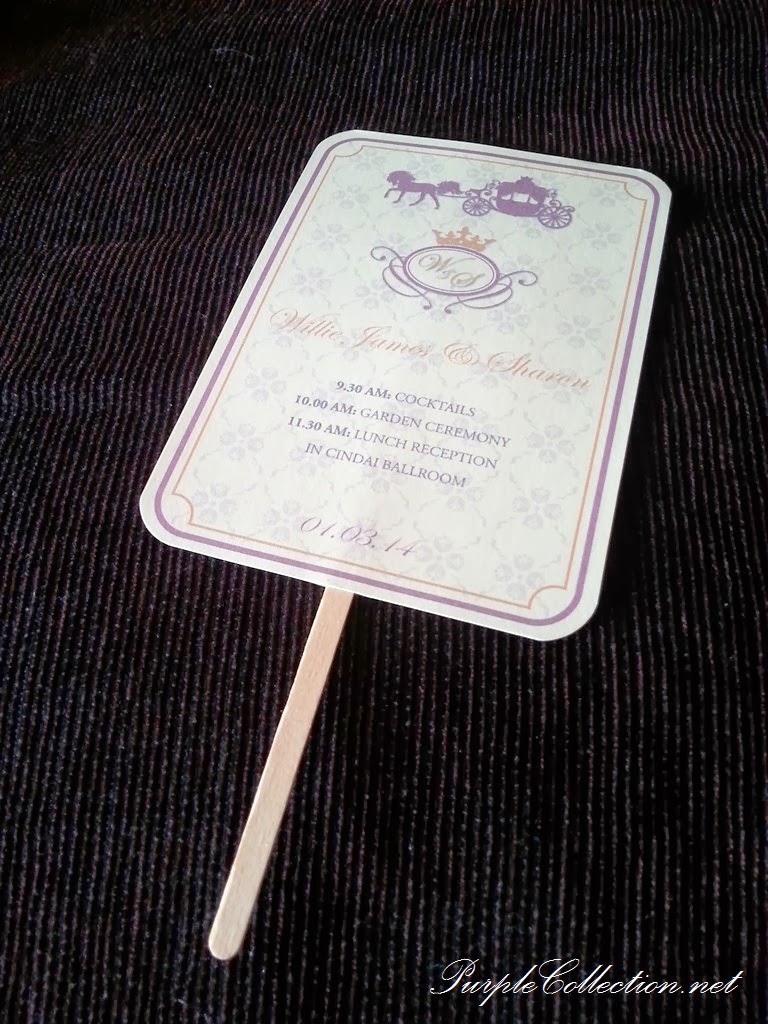 W&S
Willie James & Sharon
9.30 AM: COCKTAILS
10.00 AM: GARDEN CEREMONY
11.30 AM: LUNCH RECEPTION
IN CINDAI BALLROOM
01.03.14
PurpleCollection.net